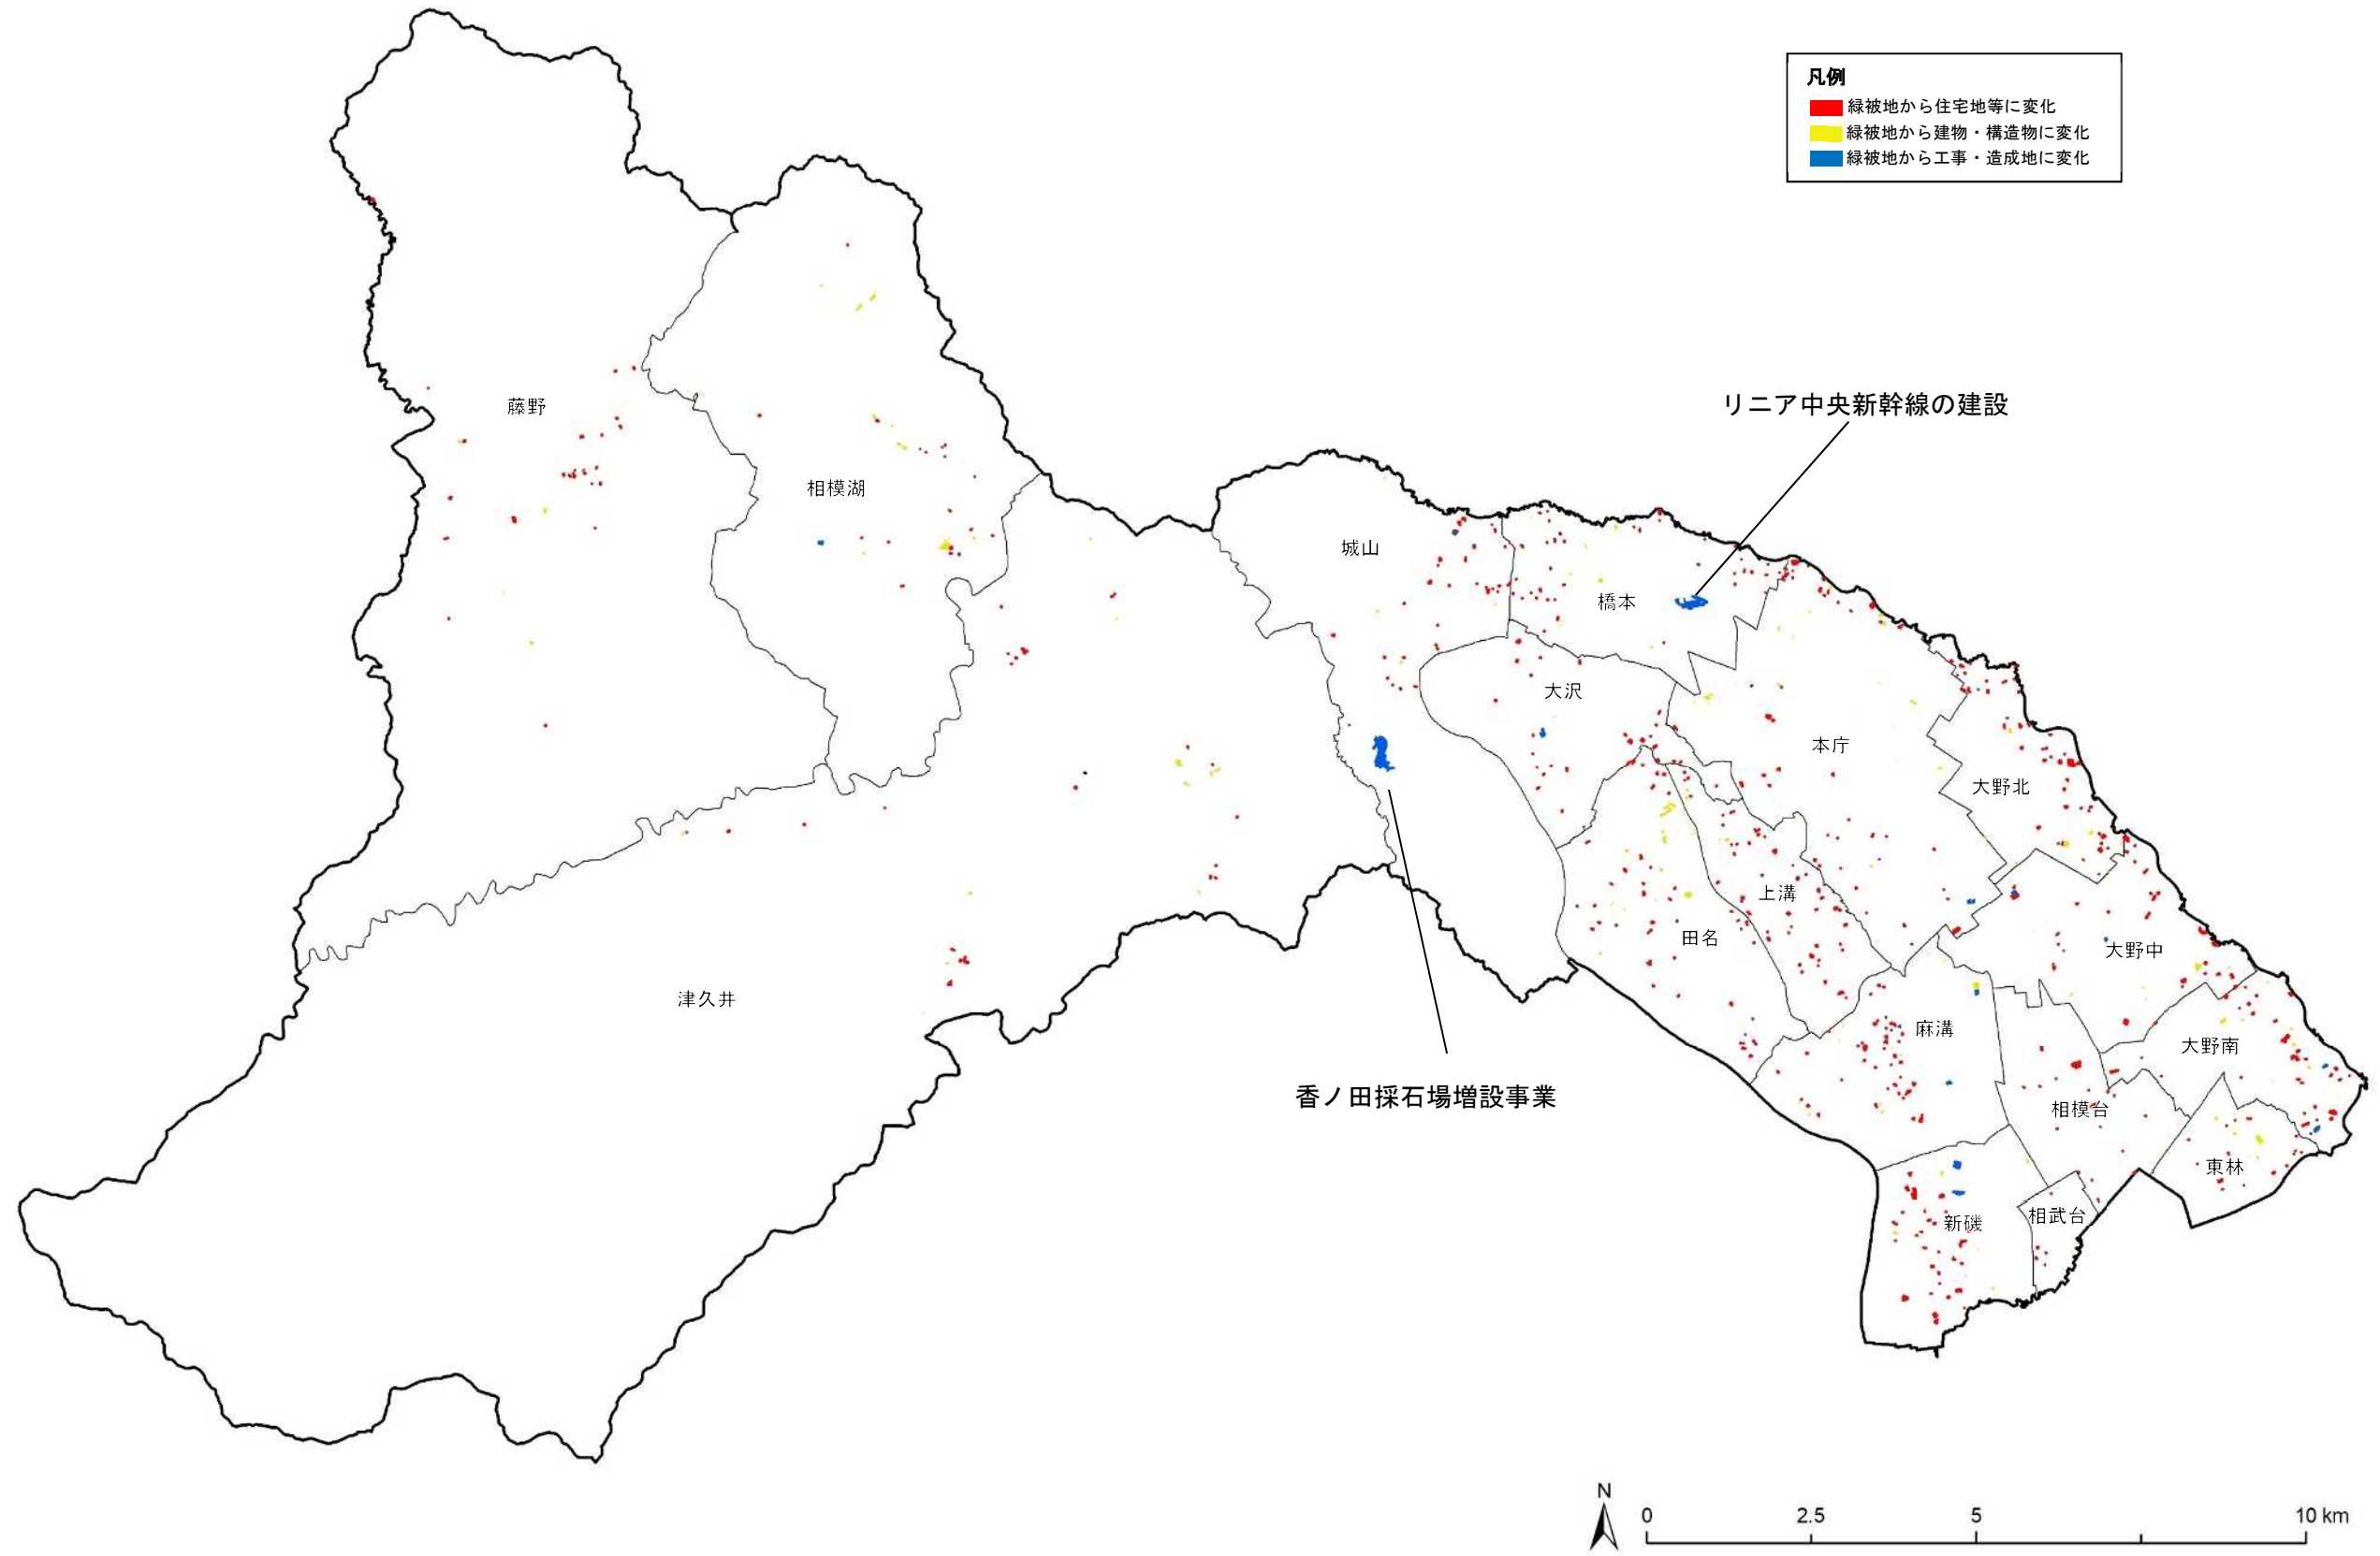 凡例
緑被地から住宅地等に変化
緑被地から建物・構造物に変化
緑被地から工事・造成地に変化
リニア中央新幹線の建設
藤野
相模湖
城山
橋本
大沢
本庁
大野北
上溝
田名
大野中
津久井
麻溝
大野南
香ノ田採石場増設事業
相模台
東林
相武台
新磯
N
0 2.5 5 10 km